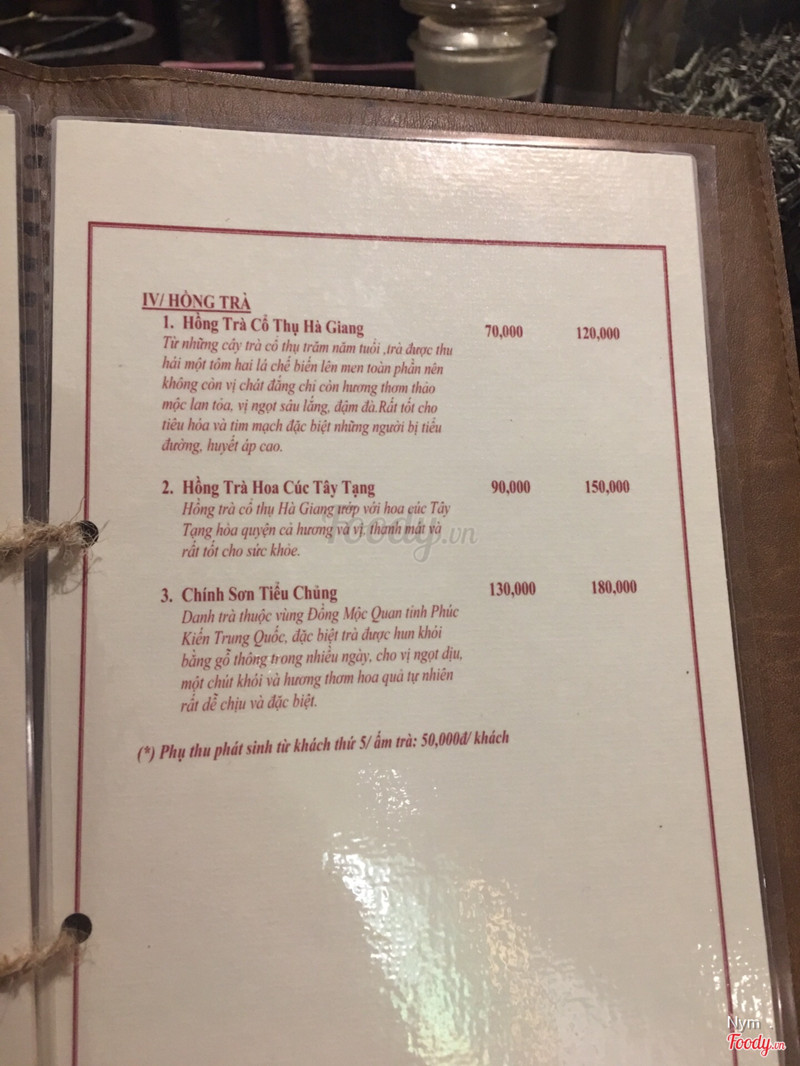 IV/ HỒNG TRÀ
1. Hồng Trà Cổ Thụ Hà Giang 70,000 120,000
Từ những cây trà cổ thụ trăm năm tuổi ,trà được thu
hái một tôm hai lá chế biến lên men toàn phần nên
không còn vị chát đắng chỉ còn hương thơm thảo
mộc lan tỏa, vị ngọt sâu lắng, đậm đà.Rất tốt cho
tiêu hóa và tim mạch đặc biệt những người bị tiểu
đường, huyết áp cao.
2. Hồng Trà Hoa Cúc Tây Tạng 90,000 150,000
Hồng trà cổ thụ Hà Giang ướp với hoa cúc Tây
Tạng hòa quyện cả hương và vị. thanh mát và
rất tốt cho sức khỏe.
3. Chính Sơn Tiểu Chủng 130,000 180,000
Danh trà thuộc vùng Đồng Mộc Quan tỉnh Phúc
Kiến Trung Quốc, đặc biệt trà được hun khói
bằng gỗ thông trong nhiều ngày, cho vị ngọt dịu,
một chút khói và hương thơm hoa quả tự nhiên
rất dễ chịu và đặc biệt.
(*) Phụ thu phát sinh từ khách thứ 5/ ấm trà: 50,000đ/ khách
Foody.vn
Nym
Foody.vn